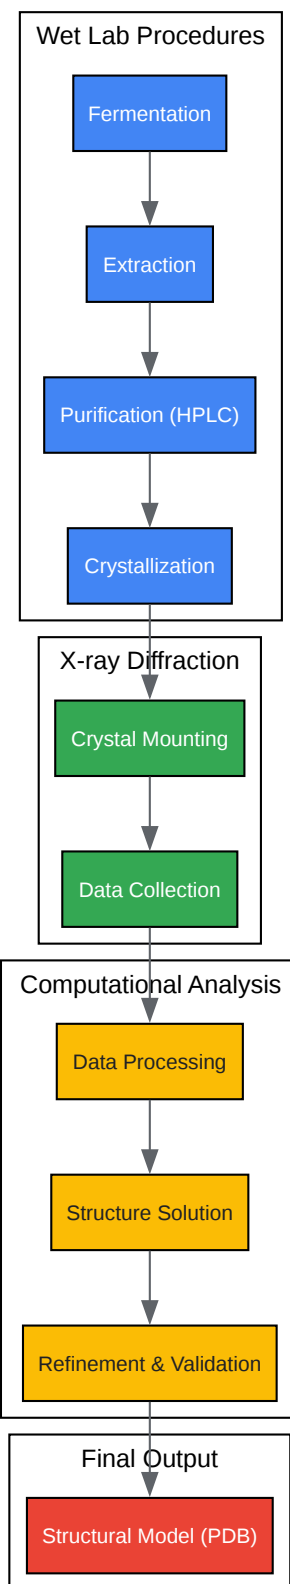 Wet Lab Procedures
Fermentation
Extraction
Purification (HPLC)
Crystallization
X-ray Diffraction
Crystal Mounting
Data Collection
Computational Analysis
Data Processing
Structure Solution
Refinement & Validation
Final Output
Structural Model (PDB)